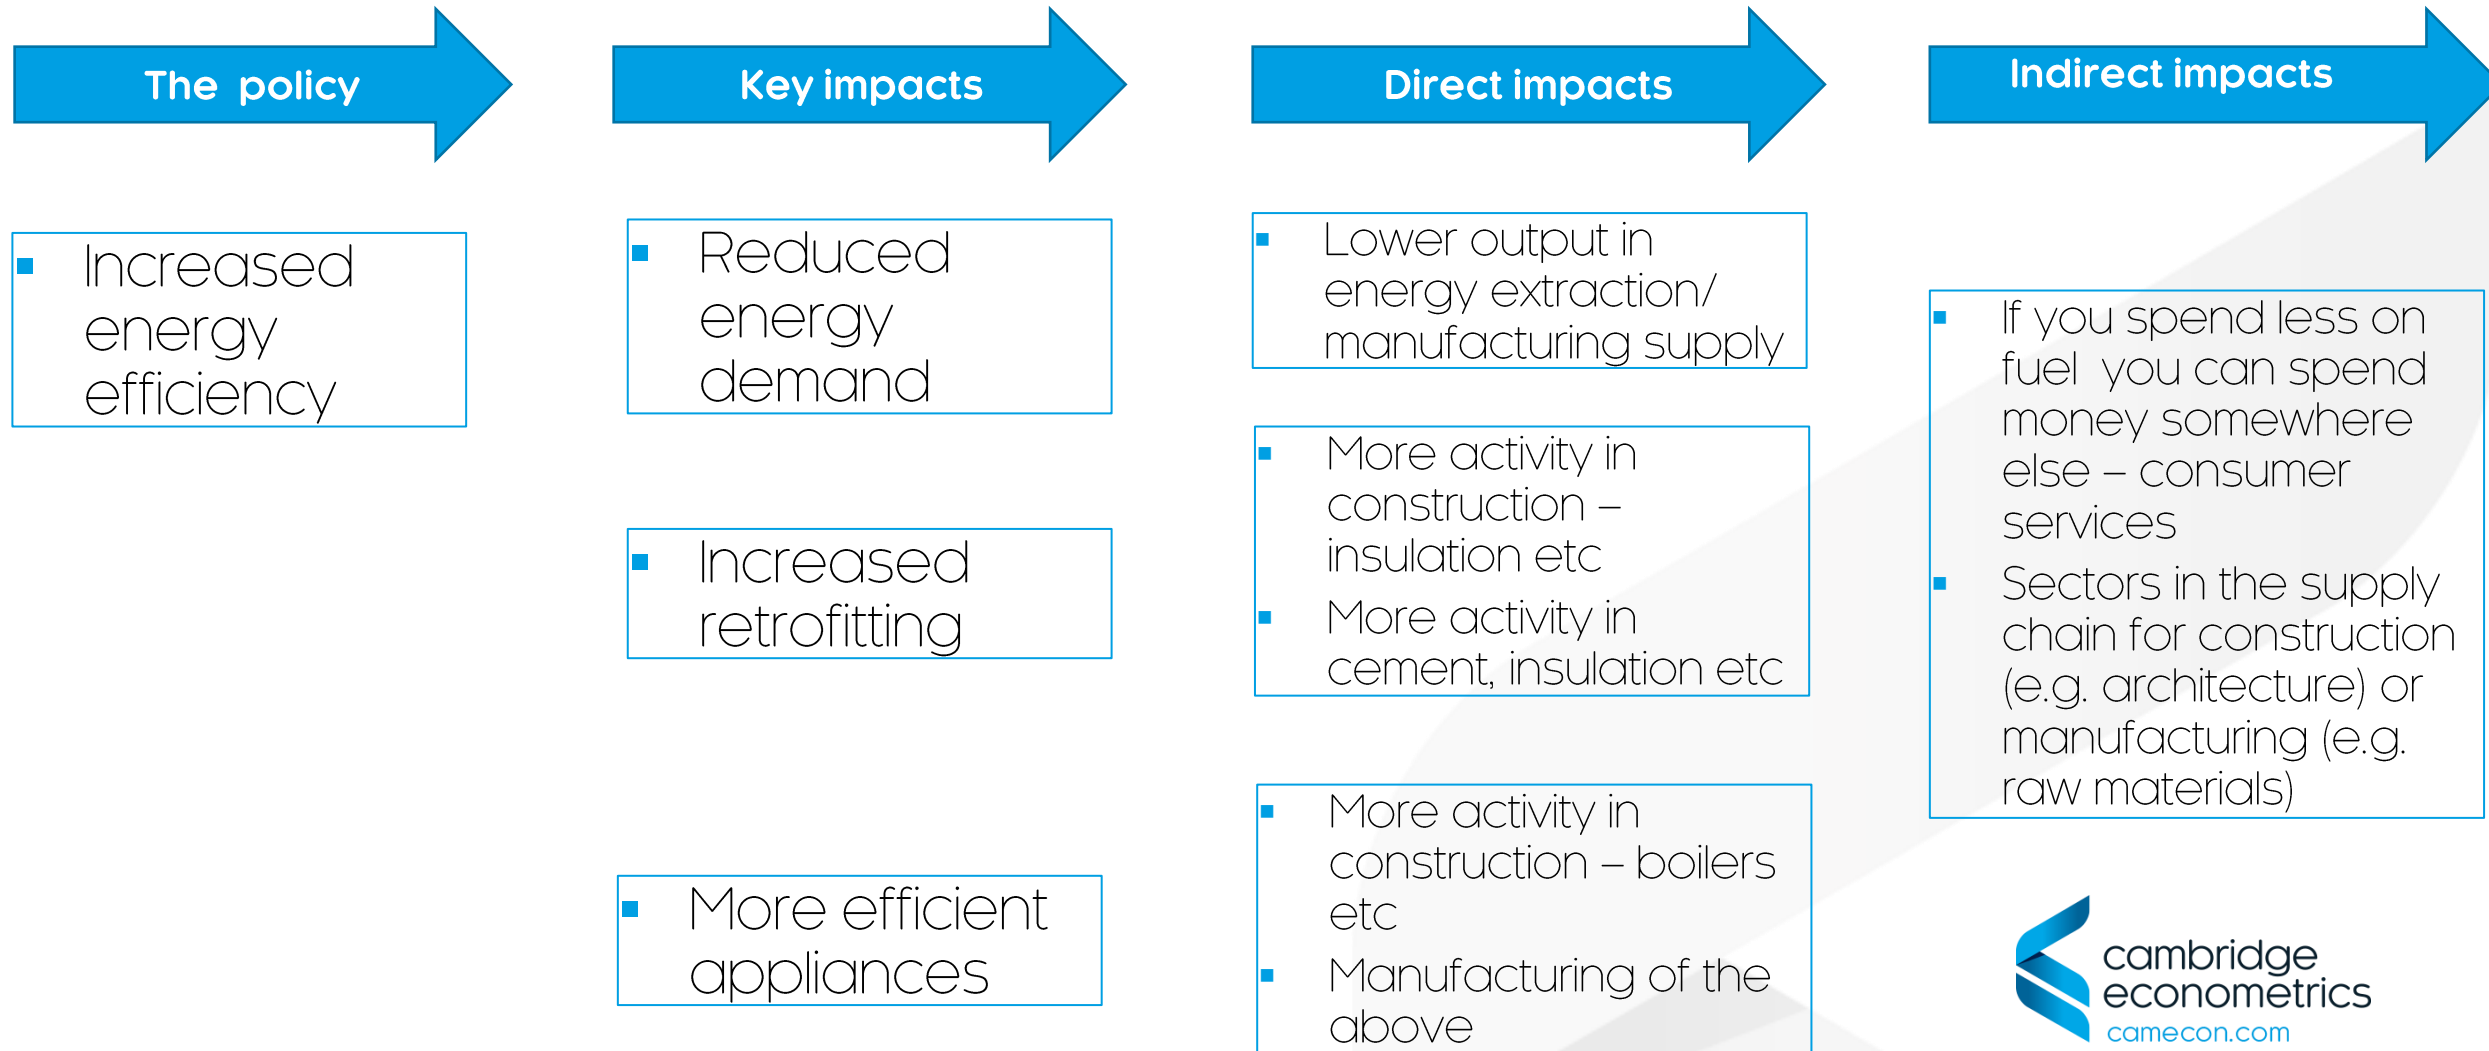 The policy
Key impacts
Direct impacts
Indirect impacts
Increased
energy
efficiency
Reduced
energy
demand
Increased
retrofitting
More efficient
appliances
Lower output in
energy extraction/
manufacturing supply
More activity in
construction –
insulation etc
More activity in
cement, insulation etc
More activity in
construction – boilers
etc
Manufacturing of the
above
If you spend less on
fuel you can spend
money somewhere
else – consumer
services
Sectors in the supply
chain for construction
(e.g. architecture) or
manufacturing (e.g.
raw materials)
cambridge
econometrics
camecon.com